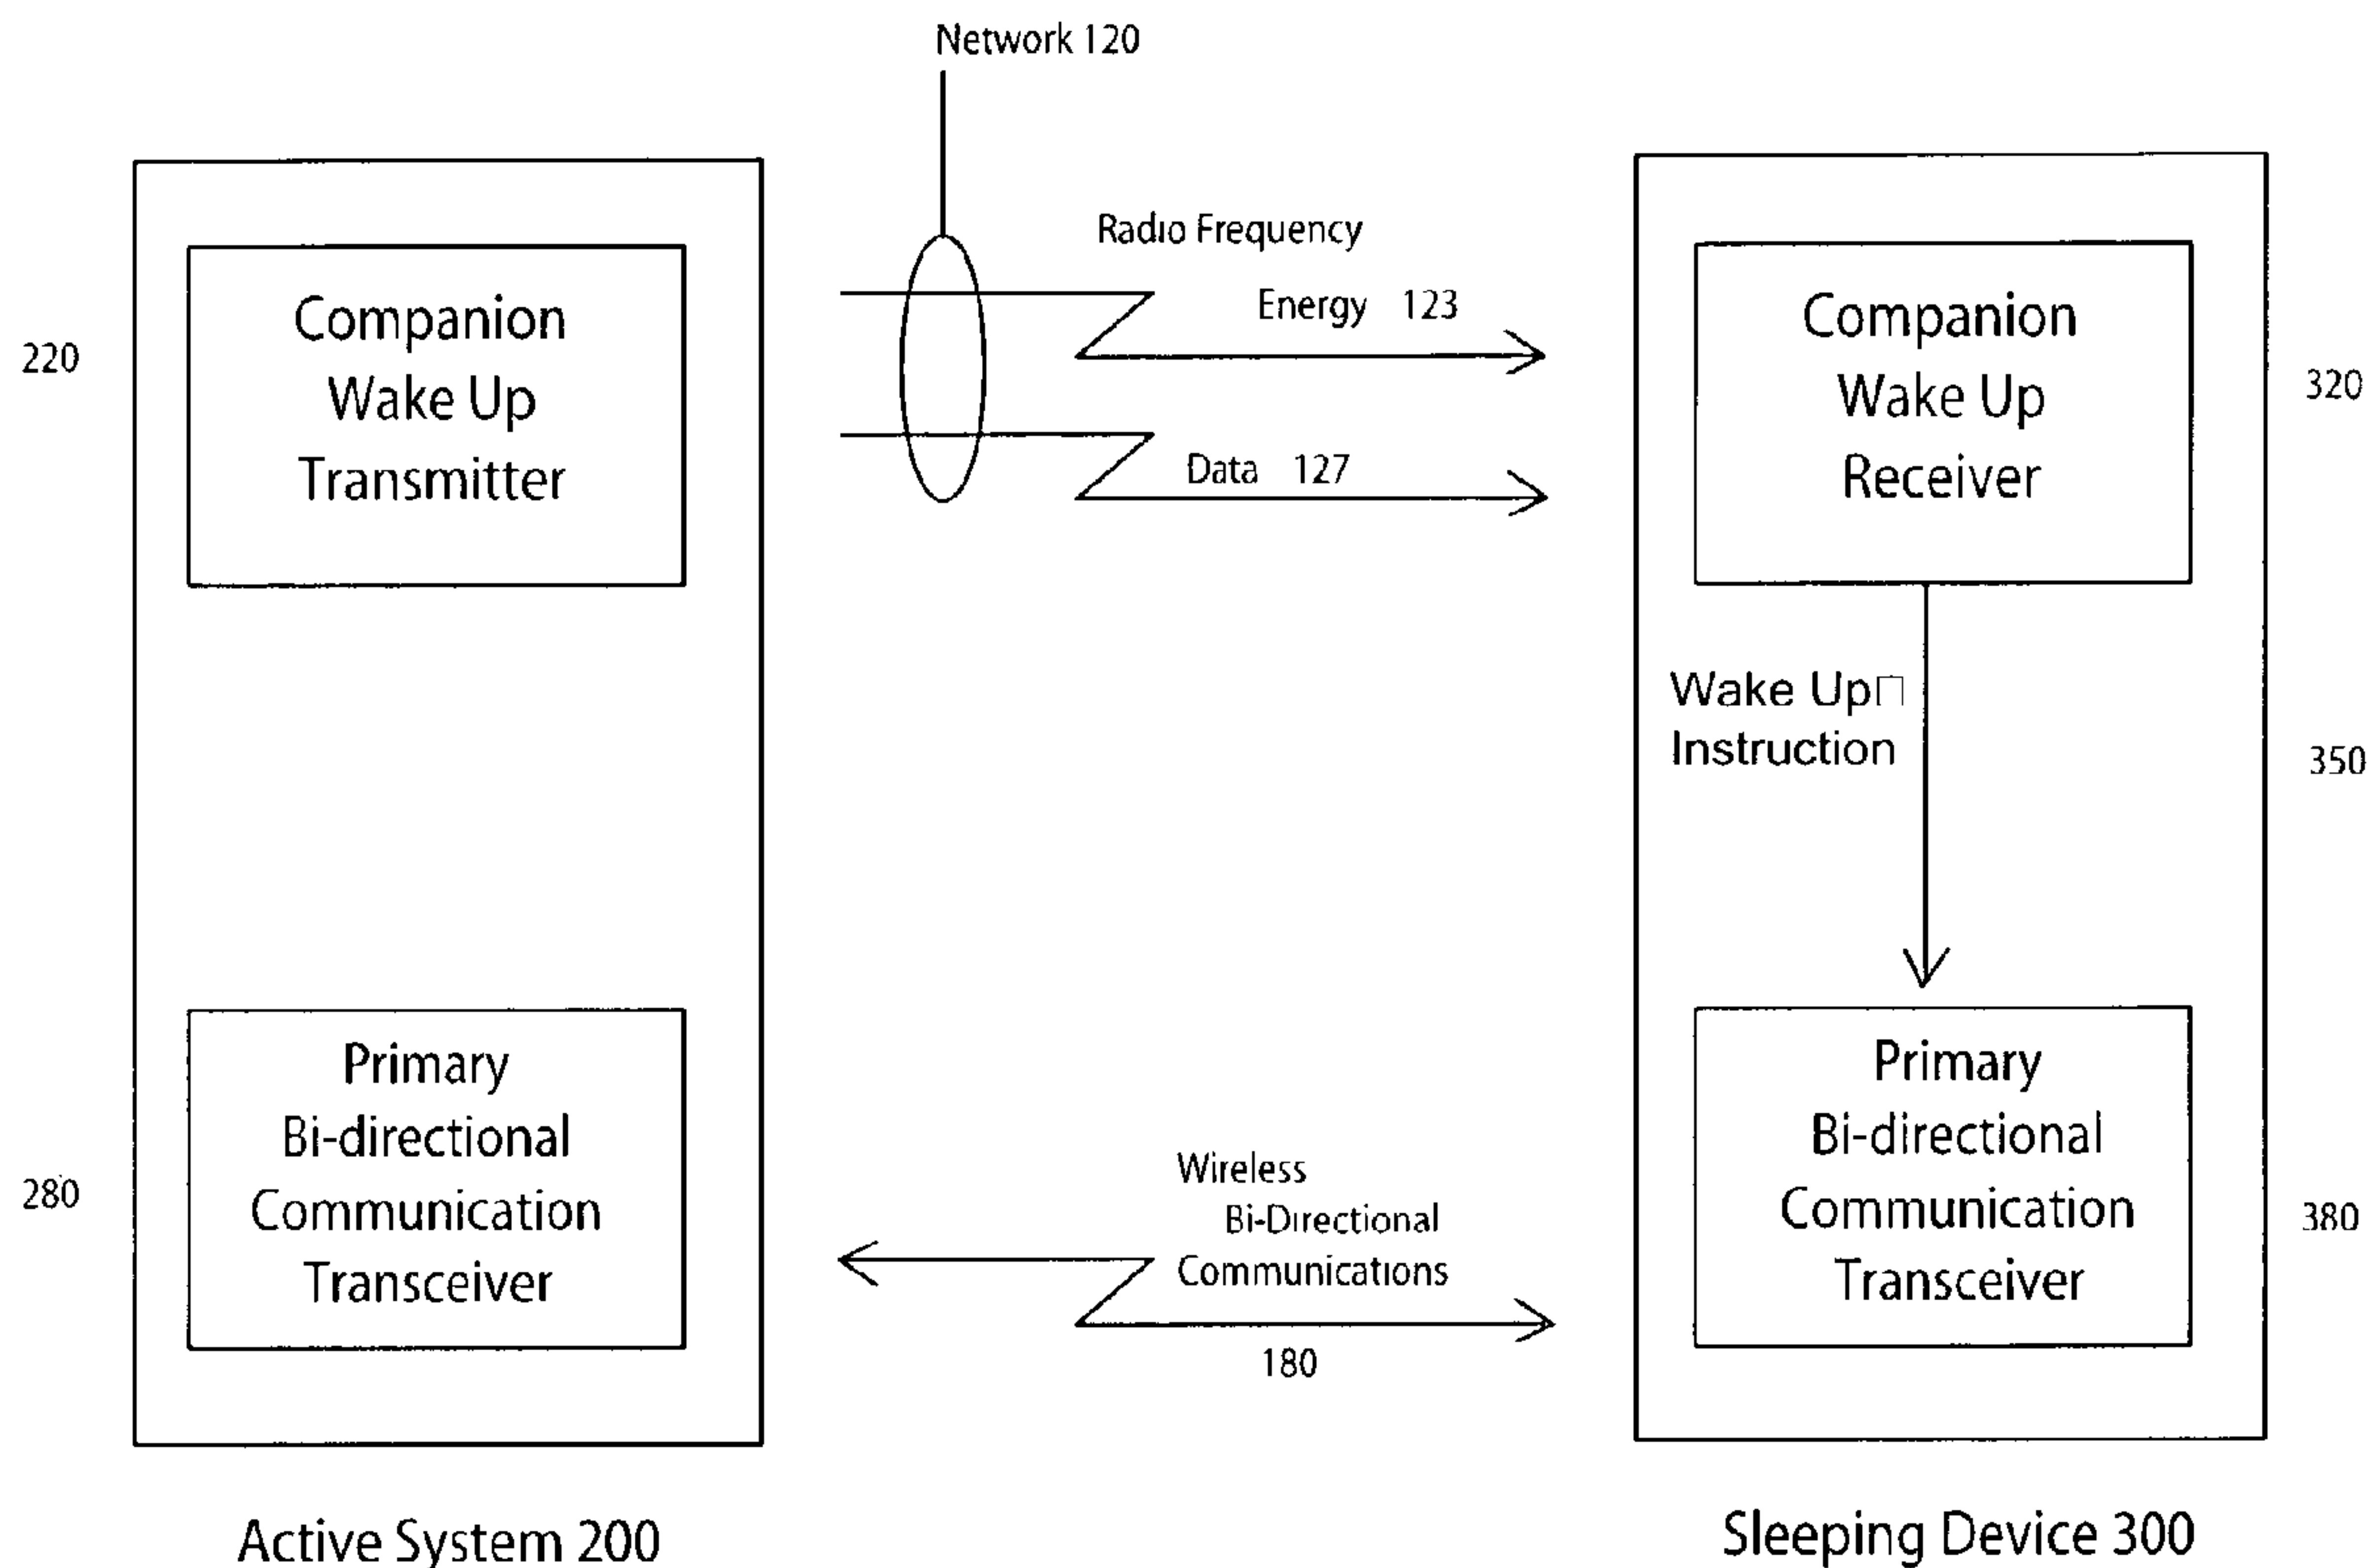 Network 120
Radio Frequency
Energy 123
Data 127
220
Companion
Wake Up
Transmitter
Companion
Wake Up
Receiver
320
Wake Up□
Instruction
350
280
Primary
Bi-directional
Communication
Transceiver
Wireless
Bi-Directional
Communications
180
Primary
Bi-directional
Communication
Transceiver
380
Active System 200
Sleeping Device 300